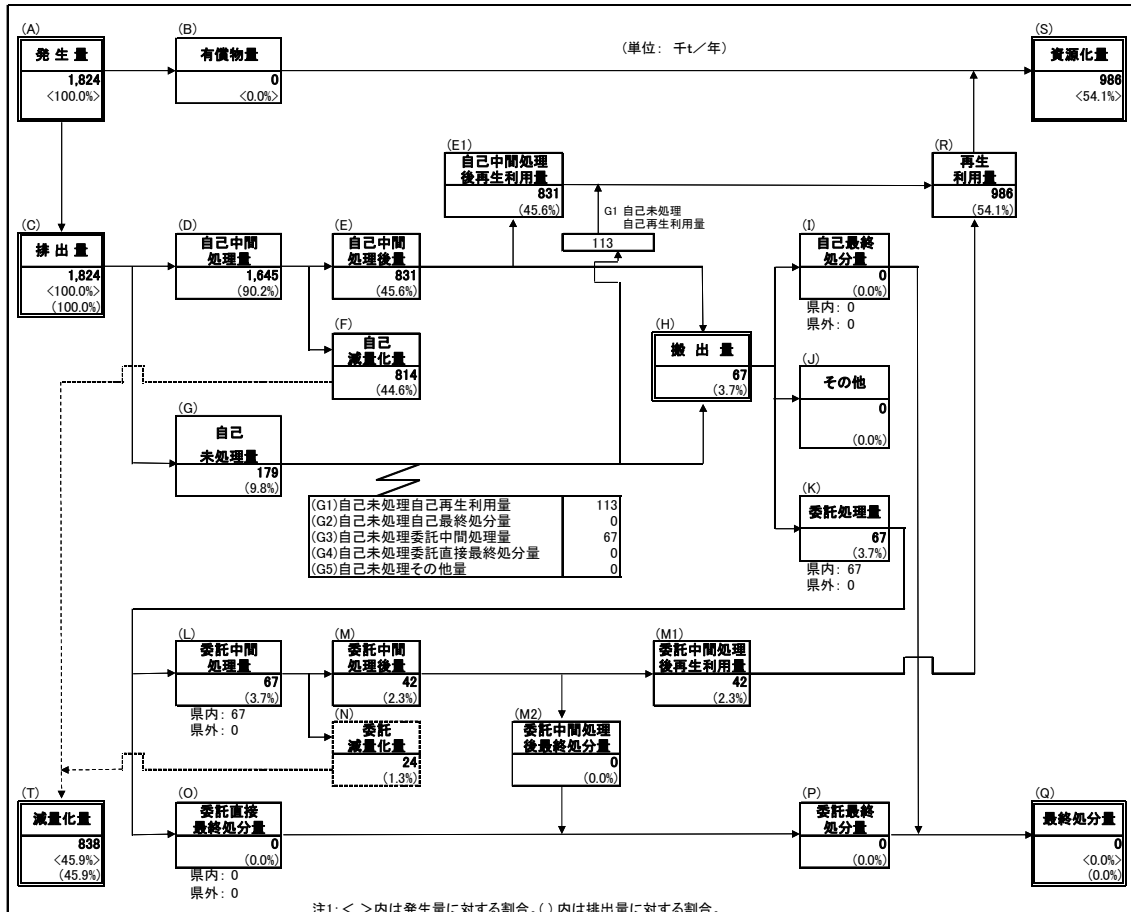 (A)
発 生 量
1,824
<100.0%>
(B)
有償物量
0
<0.0%>
(単位: 千t/年)
(S)
資源化量
986
<54.1%>
(E1)
自己中間処理
後再生利用量
831
(45.6%)
G1 自己未処理
自己再生利用量
113
(R)
再生
利用量
986
(54.1%)
(C)
排 出 量
1,824
<100.0%>
(100.0%)
(D)
自己中間
処理量
1,645
(90.2%)
(E)
自己中間
処理後量
831
(45.6%)
(F)
自己
減量化量
814
(44.6%)
(G)
自己
未処理量
179
(9.8%)
(H)
搬 出 量
67
(3.7%)
(I)
自己最終
処分量
0
(0.0%)
県内: 0
県外: 0
(J)
その他
0
(0.0%)
(K)
委託処理量
67
(3.7%)
県内: 67
県外: 0
(G1)自己未処理自己再生利用量 113
(G2)自己未処理自己最終処分量 0
(G3)自己未処理委託中間処理量 67
(G4)自己未処理委託直接最終処分量 0
(G5)自己未処理その他量 0
(L)
委託中間
処理量
67
(3.7%)
県内: 67
県外: 0
(M)
委託中間
処理後量
42
(2.3%)
(M1)
委託中間処理
後再生利用量
42
(2.3%)
(N)
委託
減量化量
24
(1.3%)
(M2)
委託中間処理
後最終処分量
0
(0.0%)
(T)
減量化量
838
<45.9%>
(45.9%)
(O)
委託直接
最終処分量
0
(0.0%)
県内: 0
県外: 0
(P)
委託最終
処分量
0
(0.0%)
(Q)
最終処分量
0
<0.0%>
(0.0%)
注1:< >内は発生量に対する割合。( )内は排出量に対する割合。